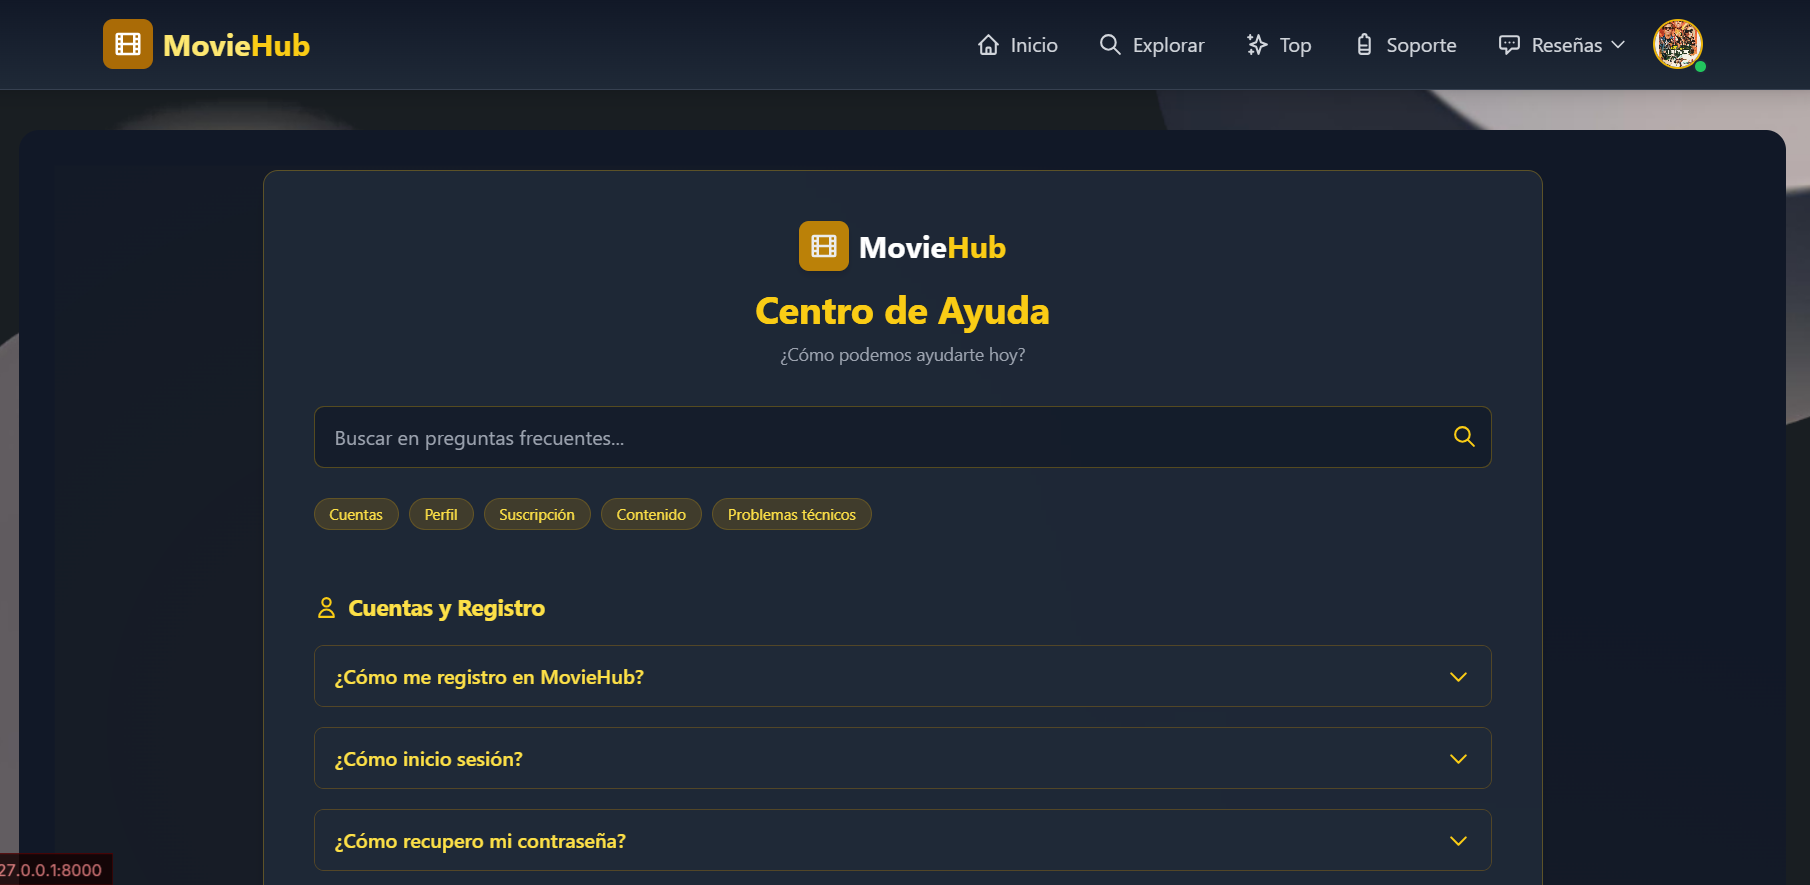 MovieHub
Inicio
Explorar
Top
Soporte
Reseñas
MovieHub
Centro de Ayuda
¿Cómo podemos ayudarte hoy?
Buscar en preguntas frecuentes...
Cuentas
Perfil
Suscripción
Contenido
Problemas técnicos
Cuentas y Registro
¿Cómo me registro en MovieHub?
¿Cómo inicio sesión?
¿Cómo recupero mi contraseña?
27.0.0.1:8000